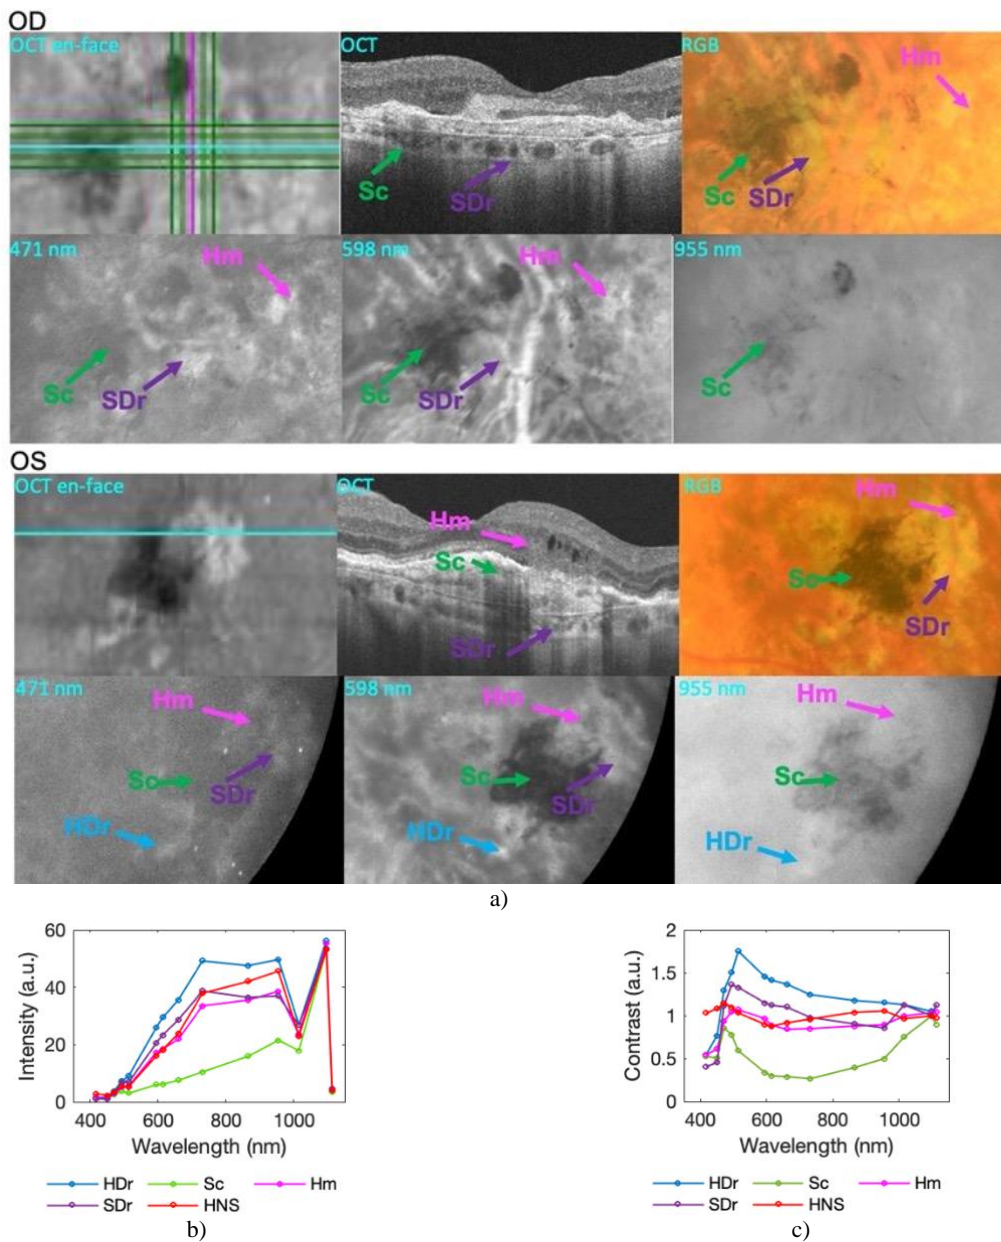 OD
OCT en-face
OCT
RGB
Hm
Sc
SDr
Sc
SDr
471 nm
598 nm
955 nm
Hm
Hm
Sc
SDr
Sc
SDr
Sc
OS
OCT en-face
OCT
RGB
Hm
Hm
Sc
Sc
SDr
SDr
471 nm
598 nm
955 nm
Hm
Hm
Hm
Sc
SDr
Sc
SDr
Sc
HDr
HDr
HDr
a)
60
40
20
0
400 600 800 1000
Intensity (a.u.)
Wavelength (nm)
HDr Sc Hm
SDr HNS
b)
2
1.5
1
0.5
0
400 600 800 1000
Contrast (a.u.)
Wavelength (nm)
HDr Sc Hm
SDr HNS
c)